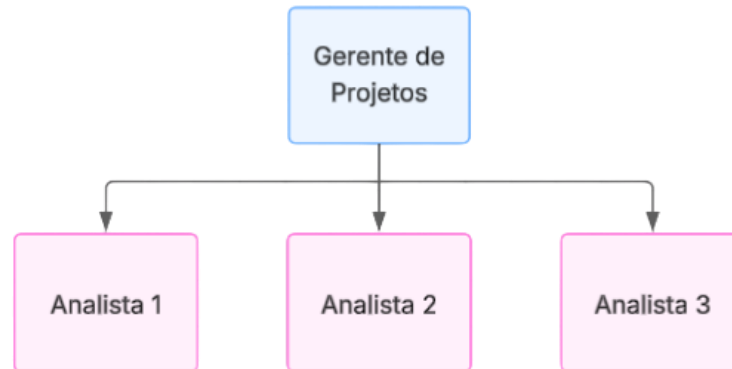 Gerente de
Projetos
Analista 1
Analista 2
Analista 3